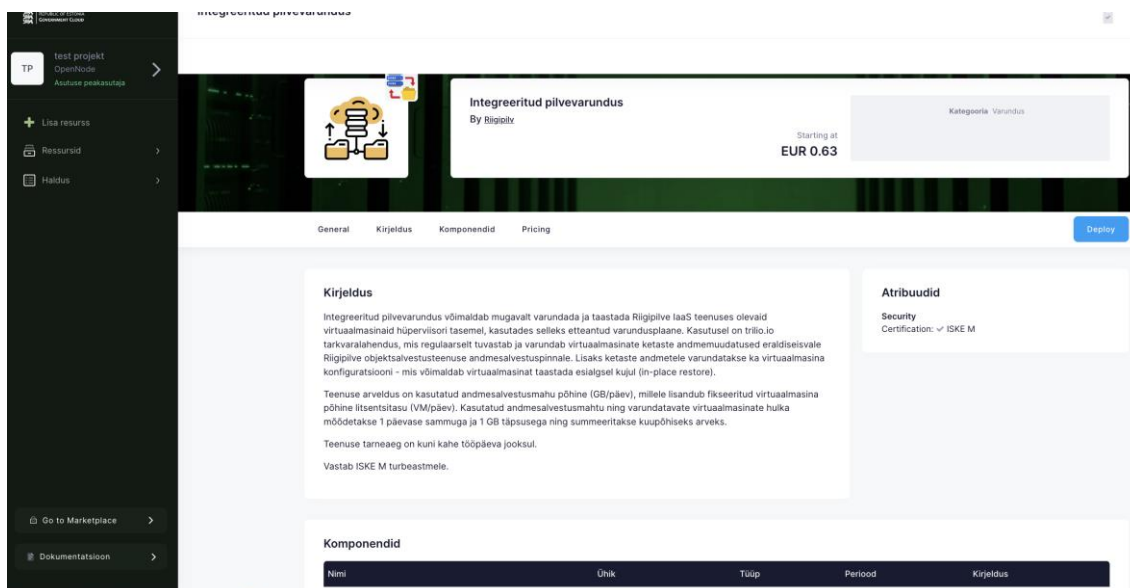 REPUBLIC OF ESTONIA
GOVERNMENT CLOUD
Integreeritud pilvevarundus
TP
test projekt
OpenNode
Asutuse peakasutaja
Lisa resurss
Ressursid
Haldus
Integreeritud pilvevarundus
By Riigipilv
Starting at
EUR 0.63
Kategooria Varundus
General Kirjeldus Komponendid Pricing
Deploy
Kirjeldus
Integreeritud pilvevarundus võimaldab mugavalt varundada ja taastada Riigipilve IaaS teenuses olevaid
virtuaalmasinaid hüperviisori tasemel, kasutades selleks etteantud varundusplaane. Kasutusel on trilio.io
tarkvaralahendus, mis regulaarselt tuvastab ja varundab virtuaalmasinate ketaste andmemuudatused eraldiseisvale
Riigipilve objektsalvestusteenuse andmesalvestuspinnale. Lisaks ketaste andmetele varundatakse ka virtuaalmasina
konfiguratsiooni - mis võimaldab virtuaalmasinat taastada esialgsel kujul (in-place restore).
Teenuse arveldus on kasutatud andmesalvestusmahu põhine (GB/päev), millele lisandub fikseeritud virtuaalmasina
põhine litsentsitasu (VM/päev). Kasutatud andmesalvestusmahtu ning varundatavate virtuaalmasinate hulka
mõõdetakse 1 päevase sammuga ja 1 GB täpsusega ning summeeritakse kuupõhiseks arveks.
Teenuse tarneaeg on kuni kahe tööpäeva jooksul.
Vastab ISKE M turbeastmele.
Atribuudid
Security
Certification: ✓ ISKE M
Go to Marketplace
Dokumentatsioon
Komponendid
Nimi Ühik Tüüp Periood Kirjeldus